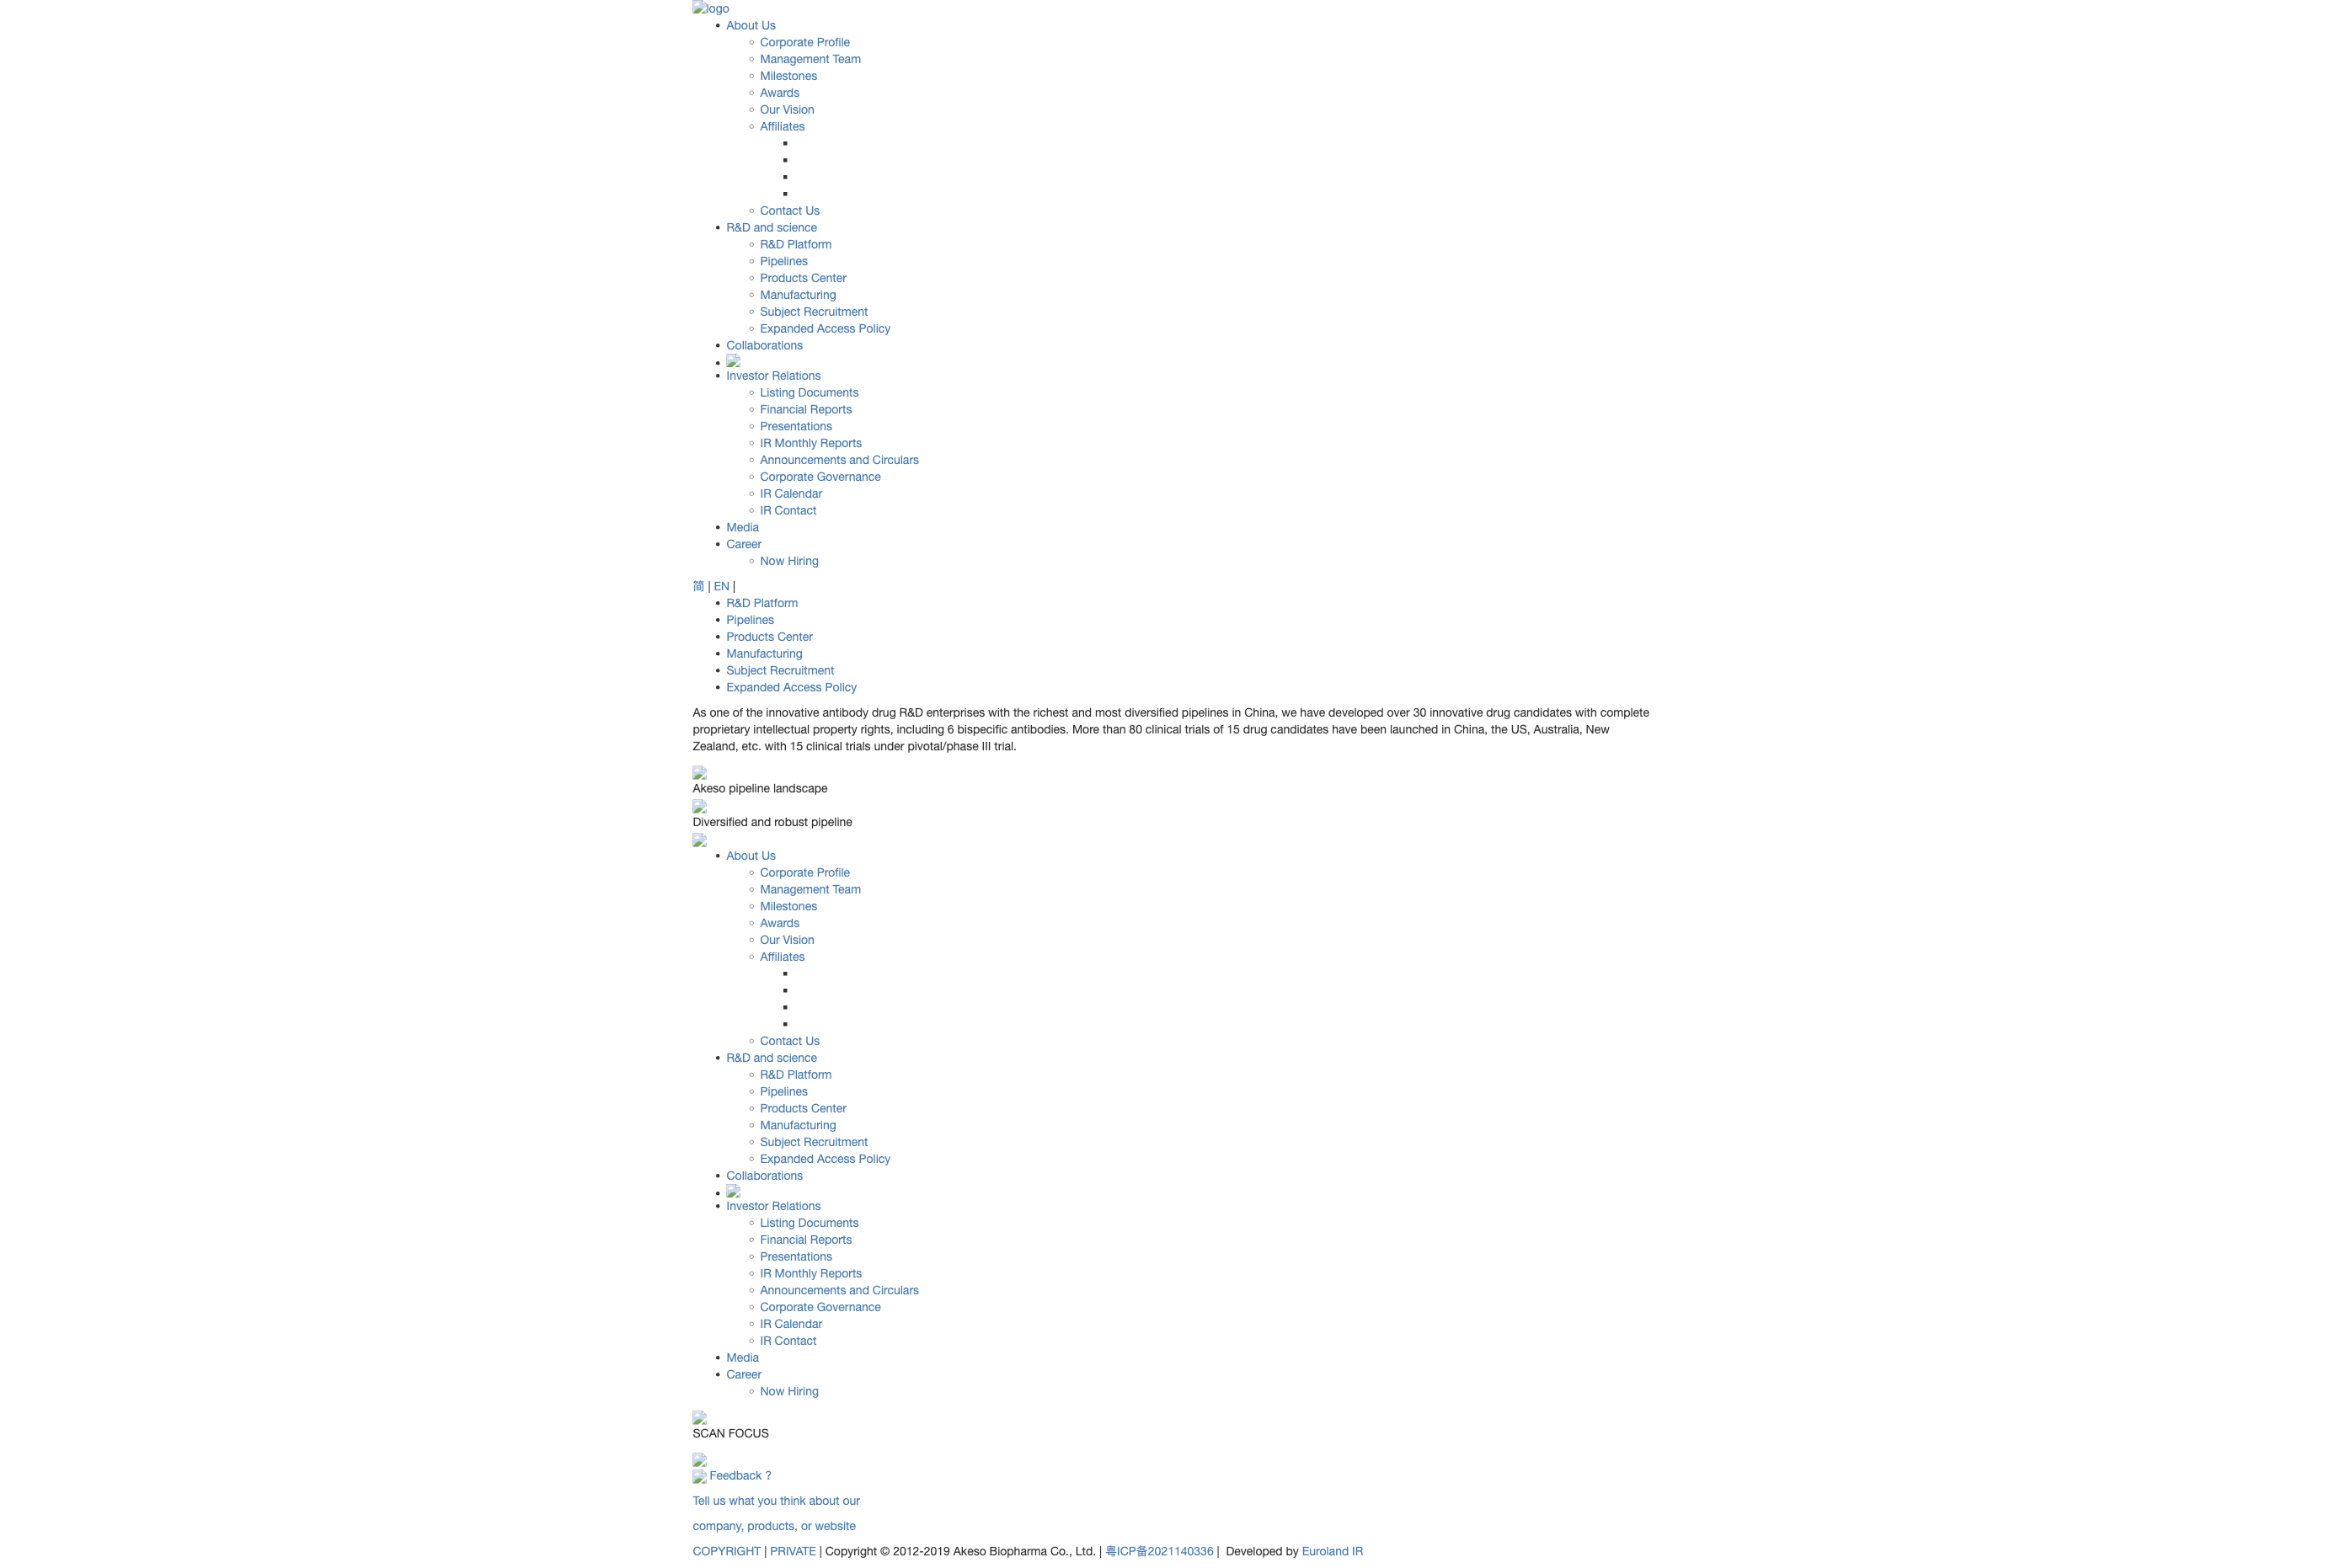 logo
About Us
Corporate Profile
Management Team
Milestones
Awards
Our Vision
Affiliates
Contact Us
R&D and science
R&D Platform
Pipelines
Products Center
Manufacturing
Subject Recruitment
Expanded Access Policy
Collaborations
Investor Relations
Listing Documents
Financial Reports
Presentations
IR Monthly Reports
Announcements and Circulars
Corporate Governance
IR Calendar
IR Contact
Media
Career
Now Hiring
简 | EN |
R&D Platform
Pipelines
Products Center
Manufacturing
Subject Recruitment
Expanded Access Policy
As one of the innovative antibody drug R&D enterprises with the richest and most diversified pipelines in China, we have developed over 30 innovative drug candidates with complete
proprietary intellectual property rights, including 6 bispecific antibodies. More than 80 clinical trials of 15 drug candidates have been launched in China, the US, Australia, New
Zealand, etc. with 15 clinical trials under pivotal/phase III trial.
Akeso pipeline landscape
Diversified and robust pipeline
About Us
Corporate Profile
Management Team
Milestones
Awards
Our Vision
Affiliates
Contact Us
R&D and science
R&D Platform
Pipelines
Products Center
Manufacturing
Subject Recruitment
Expanded Access Policy
Collaborations
Investor Relations
Listing Documents
Financial Reports
Presentations
IR Monthly Reports
Announcements and Circulars
Corporate Governance
IR Calendar
IR Contact
Media
Career
Now Hiring
SCAN FOCUS
Feedback ?
Tell us what you think about our
company, products, or website
COPYRIGHT | PRIVATE | Copyright © 2012-2019 Akeso Biopharma Co., Ltd. | 粤ICP备2021140336 | Developed by Euroland IR